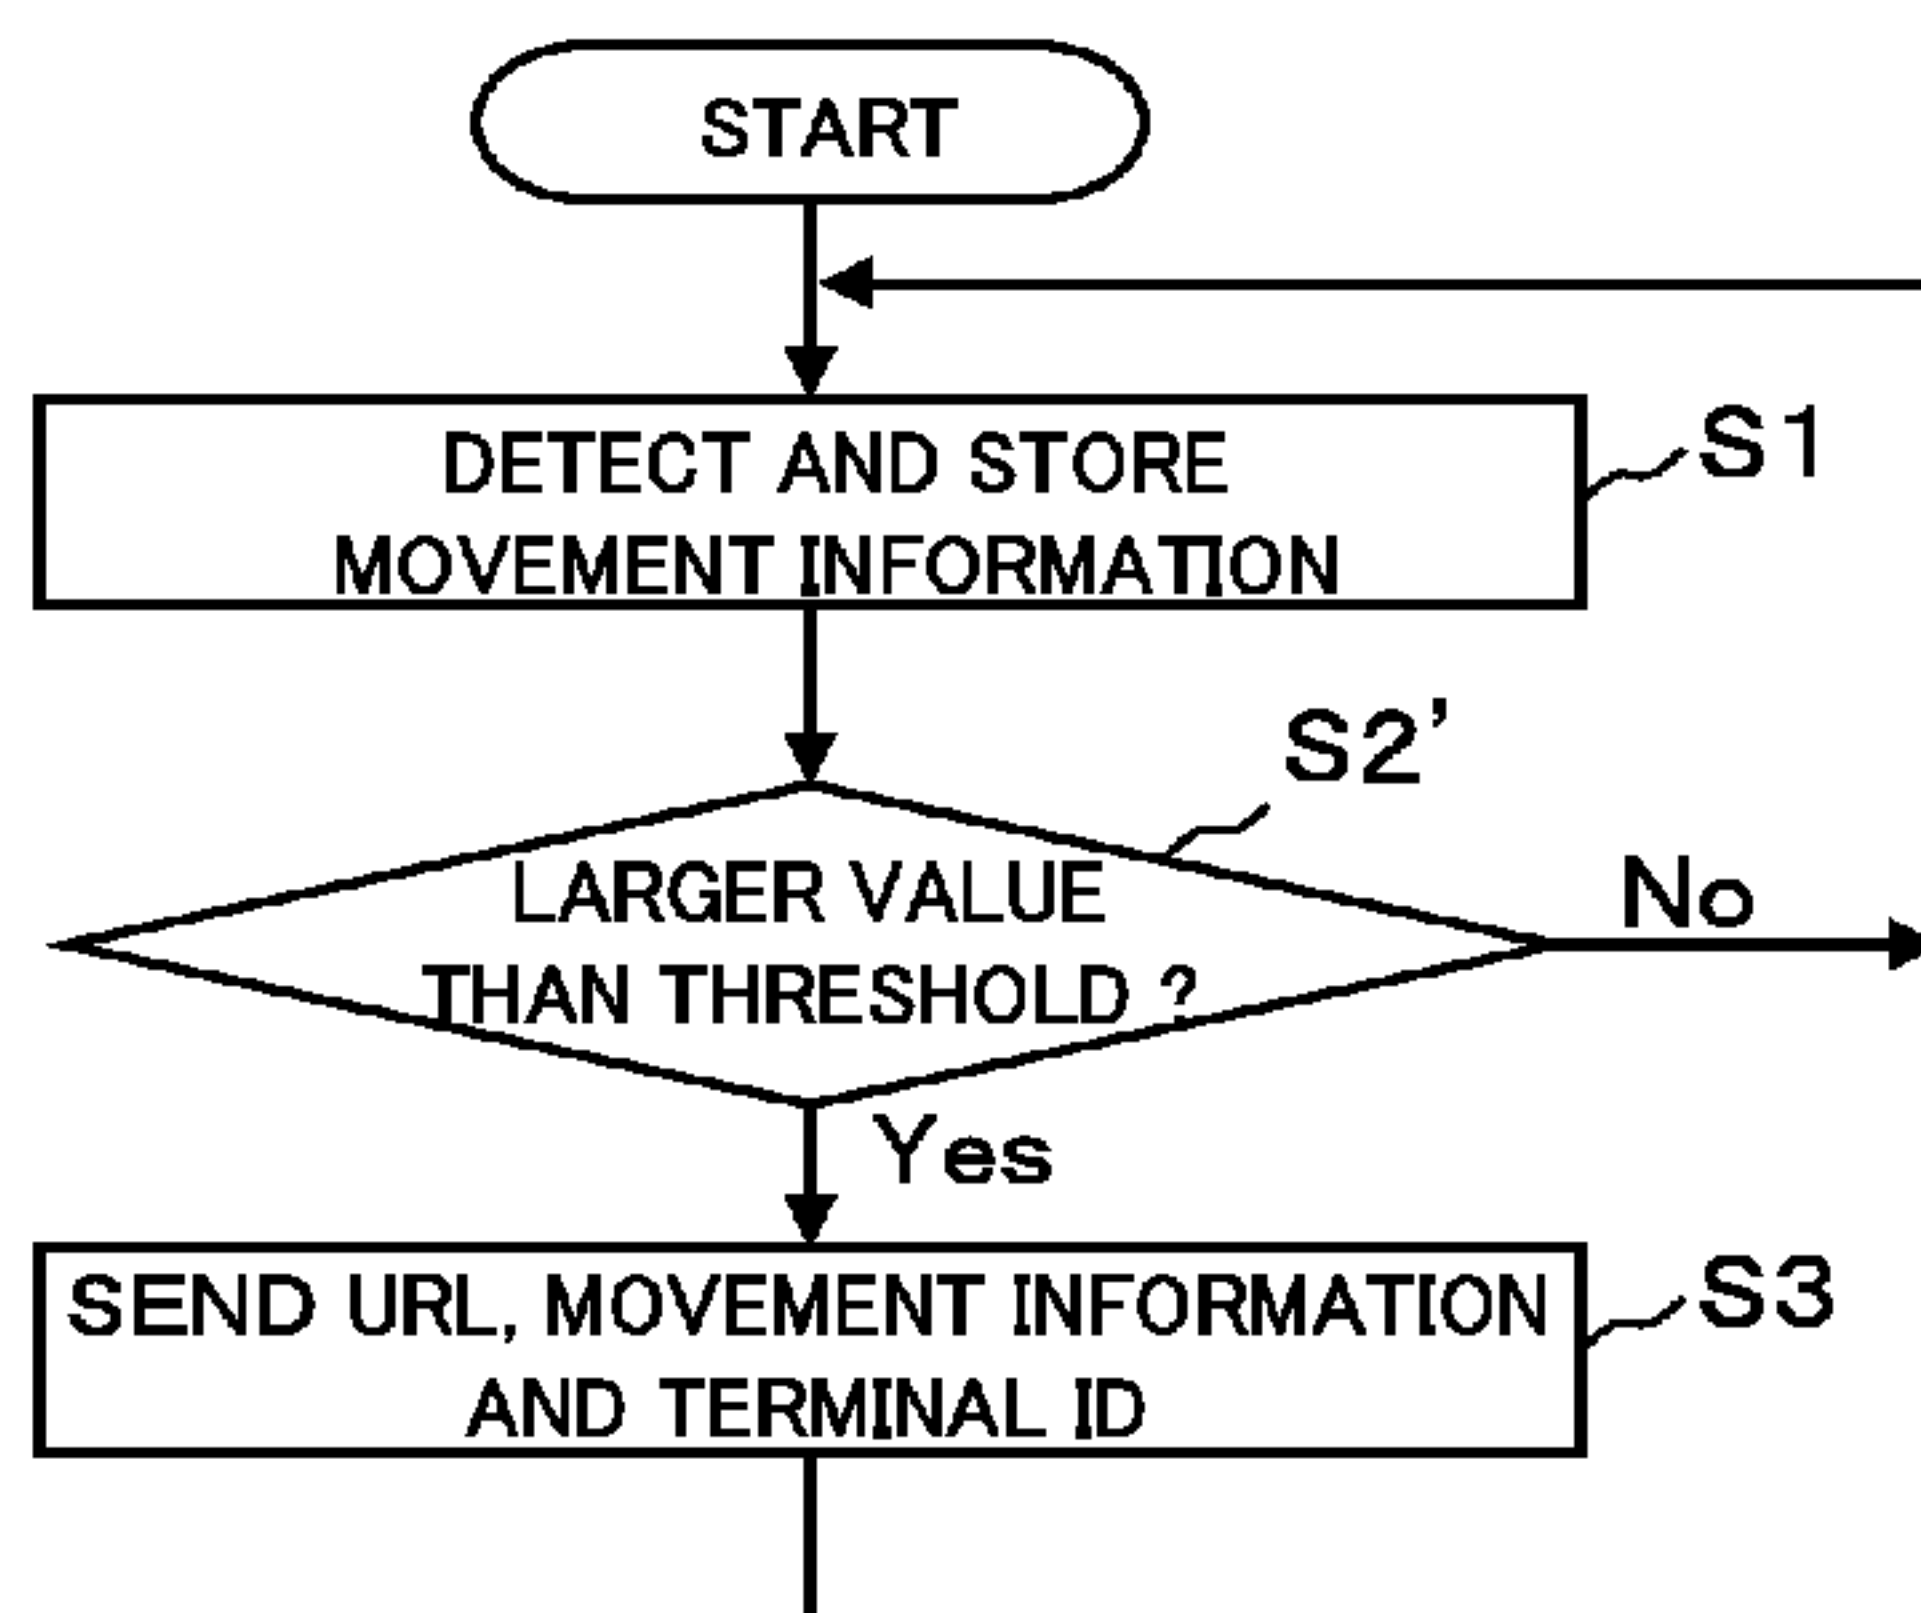 START
DETECT AND STORE
MOVEMENT INFORMATION
S1
S2'
LARGER VALUE
THAN THRESHOLD ?
No
Yes
SEND URL, MOVEMENT INFORMATION
AND TERMINAL ID
S3